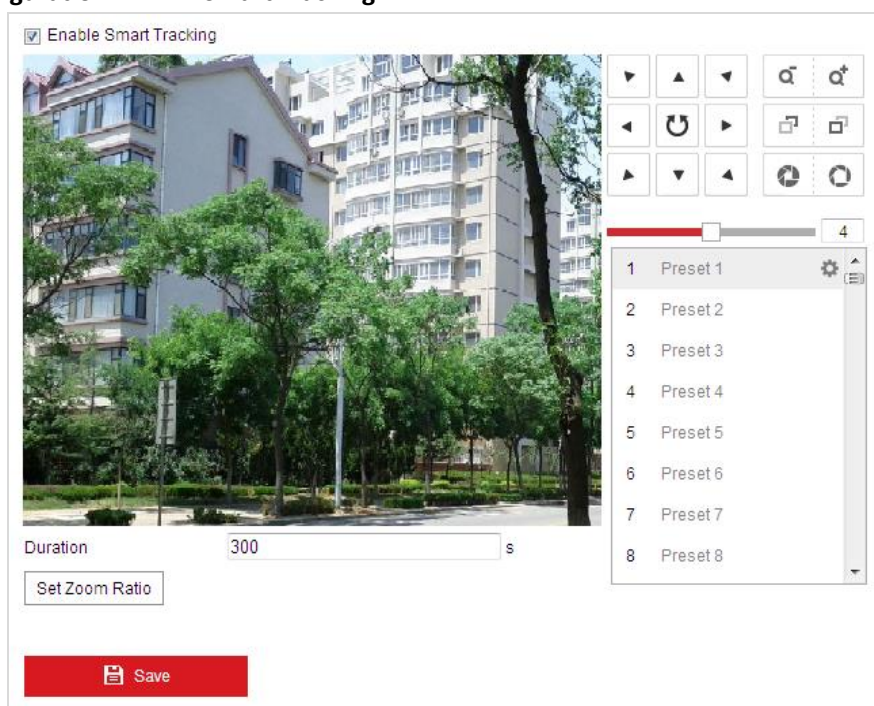 Enable Smart Tracking
4
1 Preset 1
2 Preset 2
3 Preset 3
4 Preset 4
5 Preset 5
6 Preset 6
7 Preset 7
8 Preset 8
Duration 300 s
Set Zoom Ratio
Save